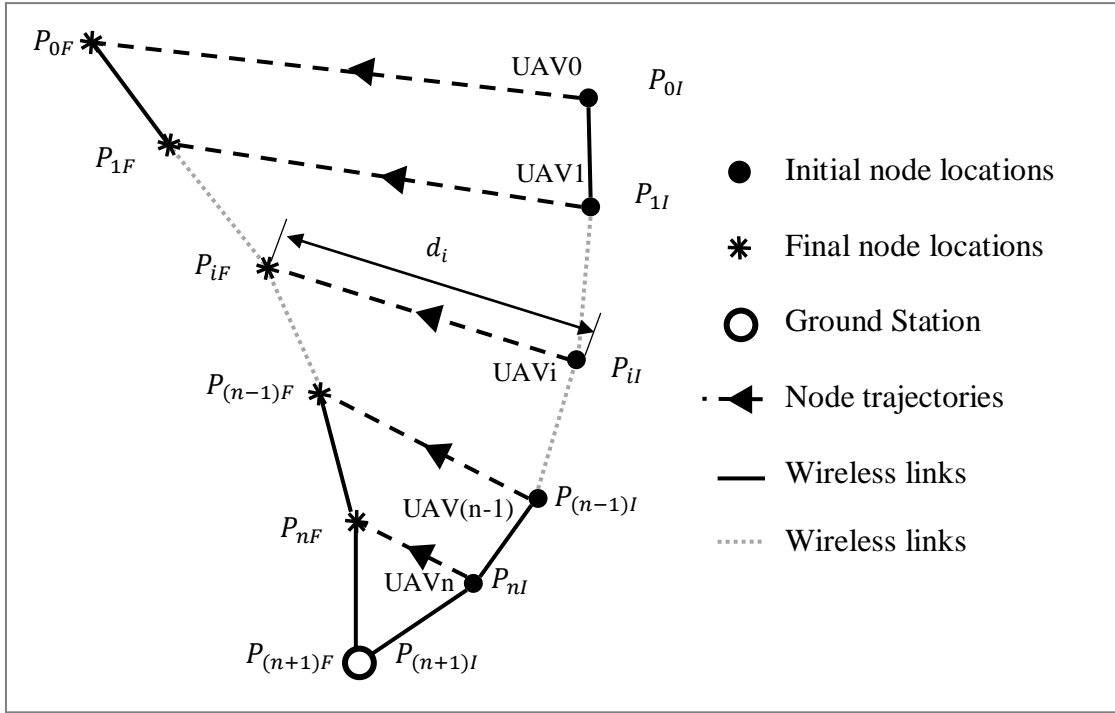 P_{0F}
UAV0
P_{0I}
P_{1F}
UAV1
P_{1I}
d_i
P_{iF}
UAVi
P_{iI}
P_{(n−1)F}
UAV(n-1)
P_{(n−1)I}
P_{nF}
UAVn
P_{nI}
P_{(n+1)F}
P_{(n+1)I}
Initial node locations
Final node locations
Ground Station
Node trajectories
Wireless links
Wireless links